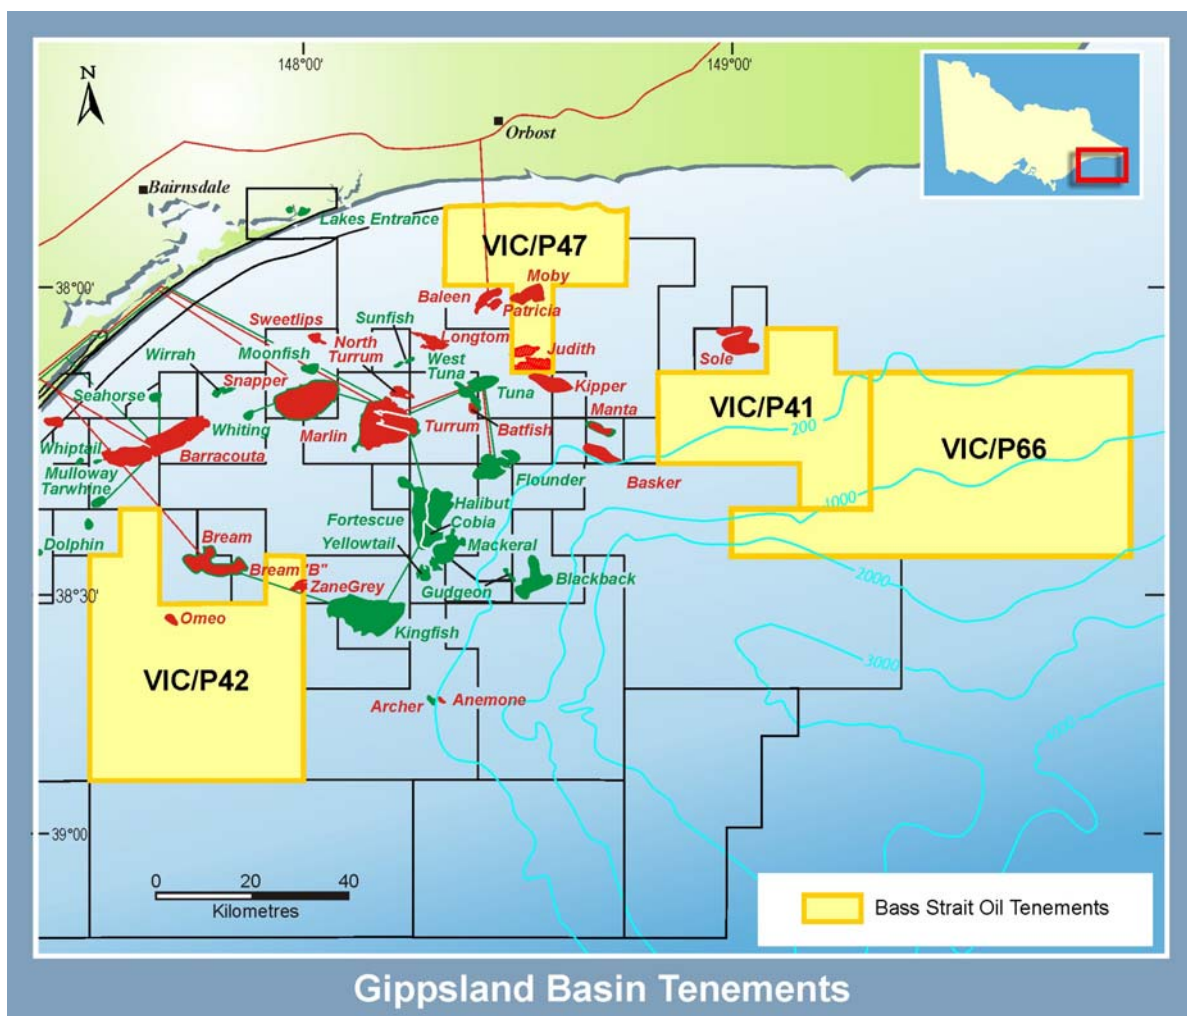 148°00'
149°00'
N
Orbost
Bairnsdale
Lakes Entrance
VIC/P47
38°00'
Moby
Baleen
Patricia
Sweetlips
Sunfish
North
Turrum
Longtom
Wirrah
Moonfish
West
Tuna
Judith
Sole
Snapper
Seahorse
Tuna
Kipper
VIC/P41
Manta
200
Whiting
Marlin
Turrum
Batfish
Whiptail
Barracouta
VIC/P66
Mulloway
Tarwhine
Flounder
Basker
1000
Halibut
Fortescue
Cobia
Dolphin
Bream
Yellowtail
Mackeral
Bream "B"
2000
ZaneGrey
Gudgeon
Blackback
38°30'
Omeo
Kingfish
3000
VIC/P42
Archer
Anemone
4000
39°00'
0 20 40
Kilometres
Bass Strait Oil Tenements
Gippsland Basin Tenements